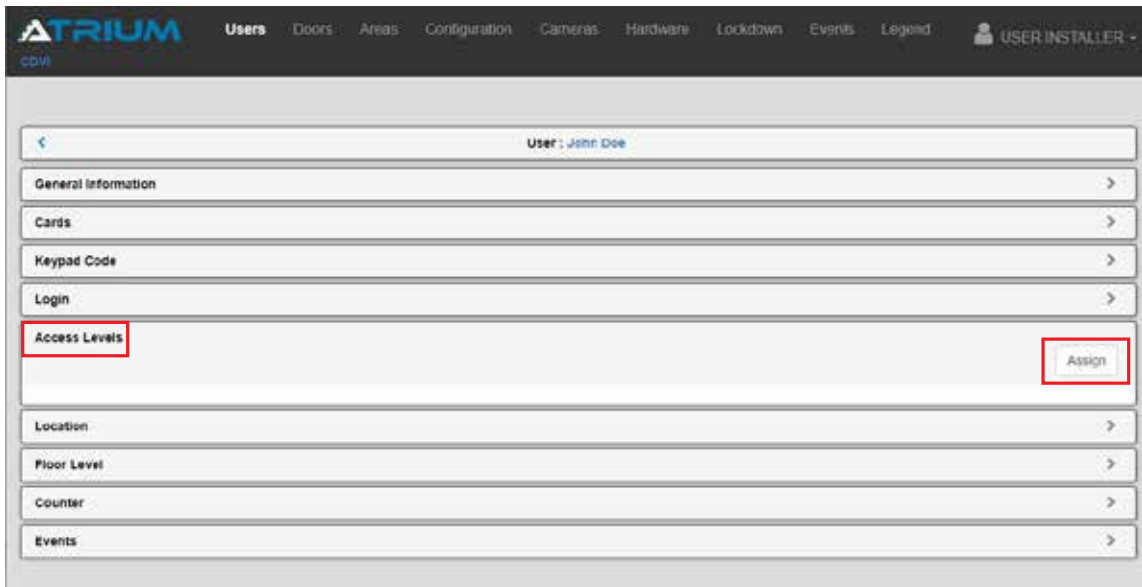 ATRIUM
CDVI
Users Doors Areas Configuration Cameras Hardware Lockdown Events Legend USER INSTALLER
User : John Doe
General Information
Cards
Keypad Code
Login
Access Levels
Assign
Location
Floor Level
Counter
Events